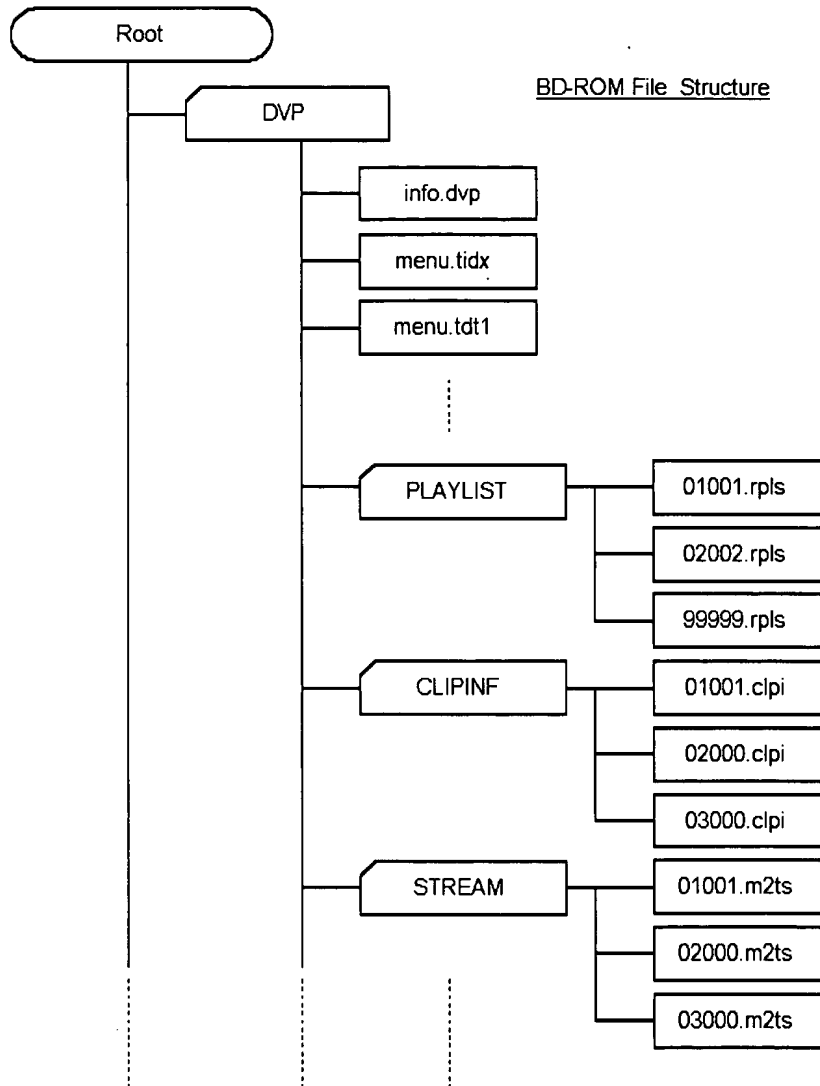 Root
BD-ROM File Structure
DVP
info.dvp
menu.tidx
menu.tdt1
PLAYLIST
01001.rpls
02002.rpls
99999.rpls
CLIPINF
01001.clpi
02000.clpi
03000.clpi
STREAM
01001.m2ts
02000.m2ts
03000.m2ts